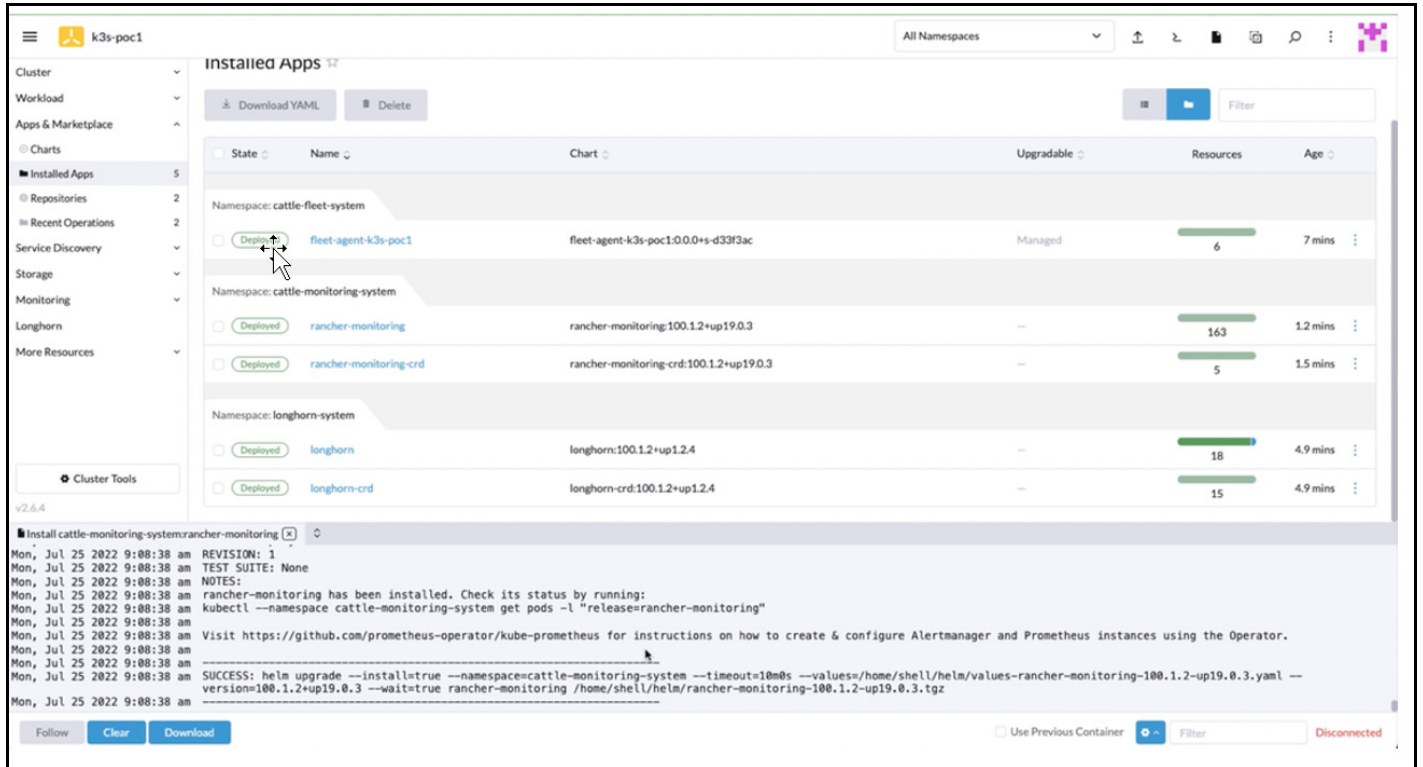 k3s-poc1
All Namespaces
Cluster
Workload
Apps & Marketplace
Charts
Installed Apps 5
Repositories 2
Recent Operations 2
Service Discovery
Storage
Monitoring
Longhorn
More Resources
Cluster Tools
v2.6.4
Installed Apps
Download YAML
Delete
Filter
State Name Chart Upgradable Resources Age
Namespace: cattle-fleet-system
Deployed fleet-agent-k3s-poc1 fleet-agent-k3s-poc1:0.0.0+s-d33f3ac Managed 6 7 mins
Namespace: cattle-monitoring-system
Deployed rancher-monitoring rancher-monitoring:100.1.2+up19.0.3 — 163 1.2 mins
Deployed rancher-monitoring-crd rancher-monitoring-crd:100.1.2+up19.0.3 — 5 1.5 mins
Namespace: longhorn-system
Deployed longhorn longhorn:100.1.2+up1.2.4 — 18 4.9 mins
Deployed longhorn-crd longhorn-crd:100.1.2+up1.2.4 — 15 4.9 mins
Install cattle-monitoring-system:rancher-monitoring
Mon, Jul 25 2022 9:08:38 am REVISION: 1
Mon, Jul 25 2022 9:08:38 am TEST SUITE: None
Mon, Jul 25 2022 9:08:38 am NOTES:
Mon, Jul 25 2022 9:08:38 am rancher-monitoring has been installed. Check its status by running:
Mon, Jul 25 2022 9:08:38 am kubectl --namespace cattle-monitoring-system get pods -l "release=rancher-monitoring"
Mon, Jul 25 2022 9:08:38 am
Mon, Jul 25 2022 9:08:38 am Visit https://github.com/prometheus-operator/kube-prometheus for instructions on how to create & configure Alertmanager and Prometheus instances using the Operator.
Mon, Jul 25 2022 9:08:38 am
Mon, Jul 25 2022 9:08:38 am ---------------------------------------------------------------------
Mon, Jul 25 2022 9:08:38 am SUCCESS: helm upgrade --install=true --namespace=cattle-monitoring-system --timeout=10m0s --values=/home/shell/helm/values-rancher-monitoring-100.1.2-up19.0.3.yaml --
version=100.1.2+up19.0.3 --wait=true rancher-monitoring /home/shell/helm/rancher-monitoring-100.1.2-up19.0.3.tgz
Mon, Jul 25 2022 9:08:38 am ---------------------------------------------------------------------
Follow
Clear
Download
Use Previous Container
Filter
Disconnected